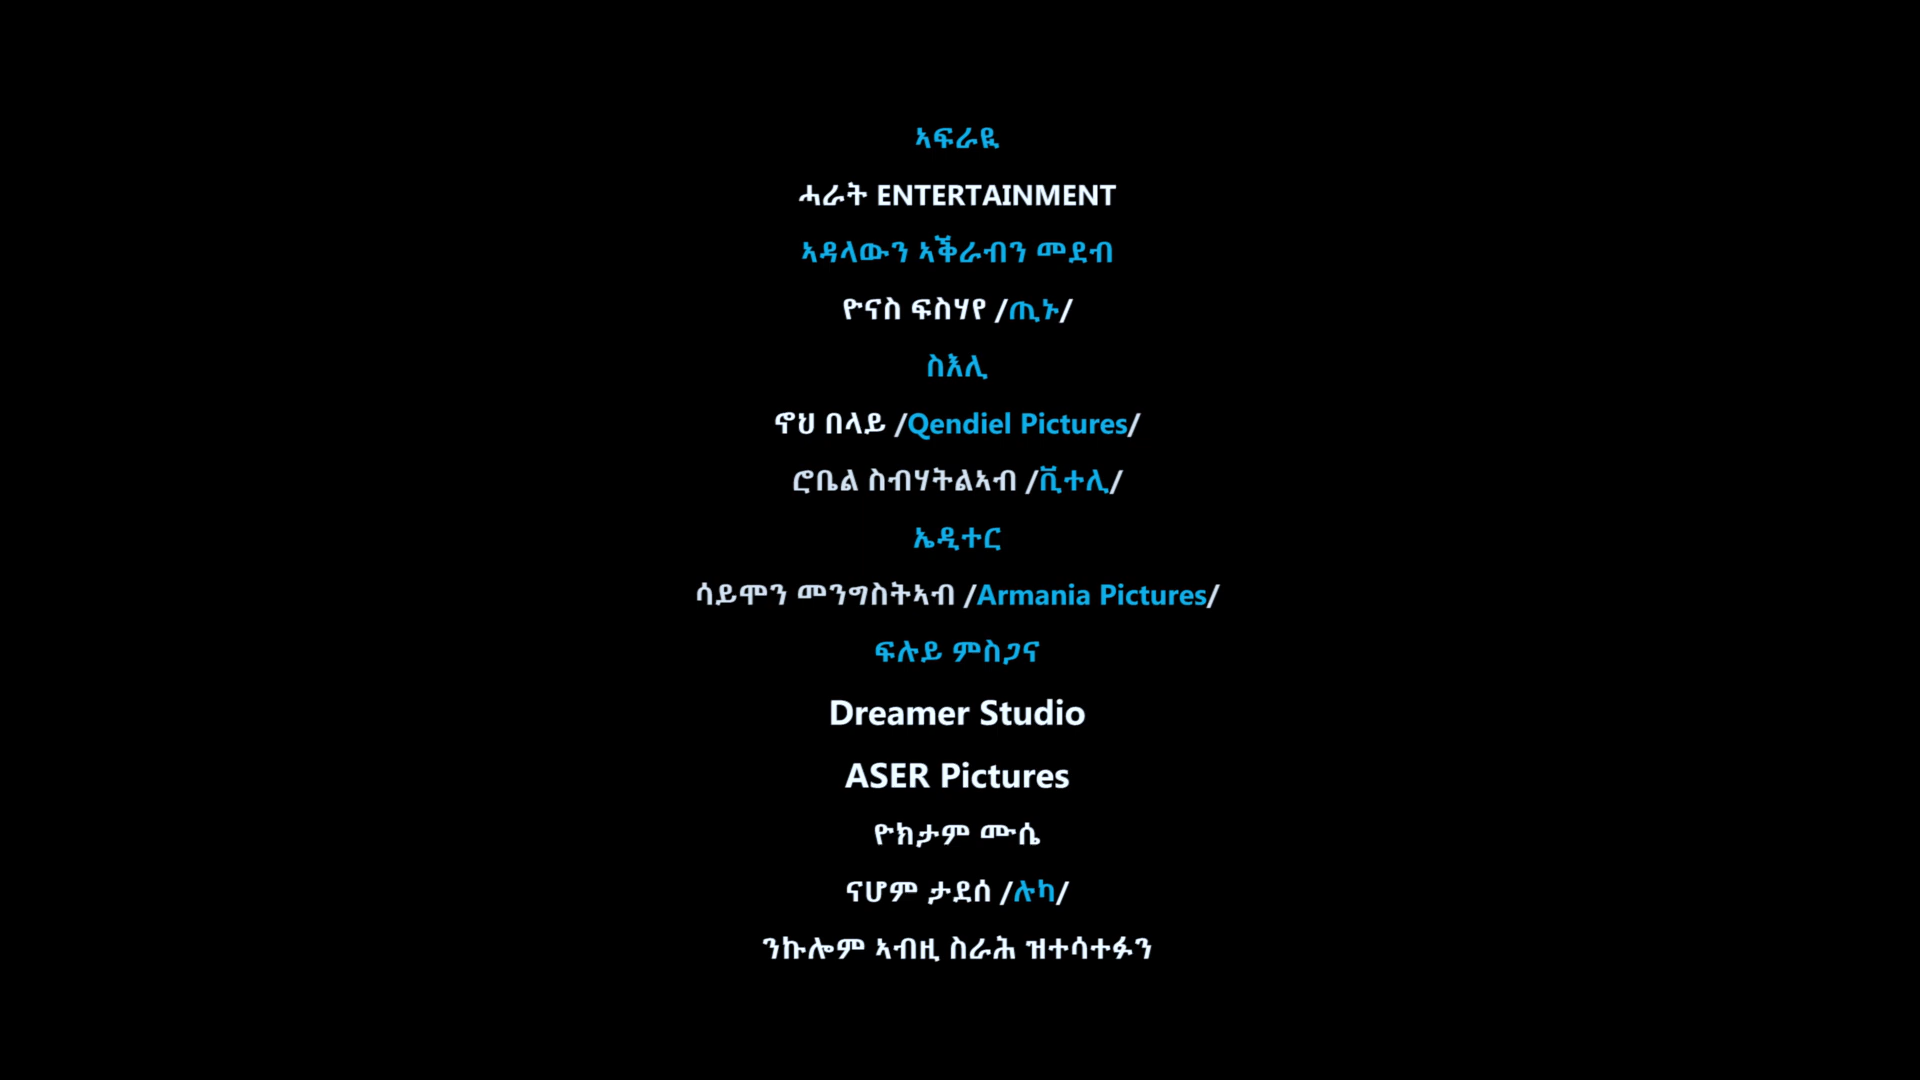 ኣፍራዪ
ሓራት ENTERTAINMENT
ኣዳላውን ኣቕራብን መደብ
ዮናስ ፍስሃየ /ጢኑ/
ስእሊ
ኖህ በላይ /Qendiel Pictures/
ሮቤል ስብሃትልኣብ /ቪተሊ/
ኤዲተር
ሳይሞን መንግስትኣብ /Armania Pictures/
ፍሉይ ምስጋና
Dreamer Studio
ASER Pictures
ዮክታም ሙሴ
ናሆም ታደሰ /ሉካ/
ንኩሎም ኣብዚ ስራሕ ዝተሳተፉን